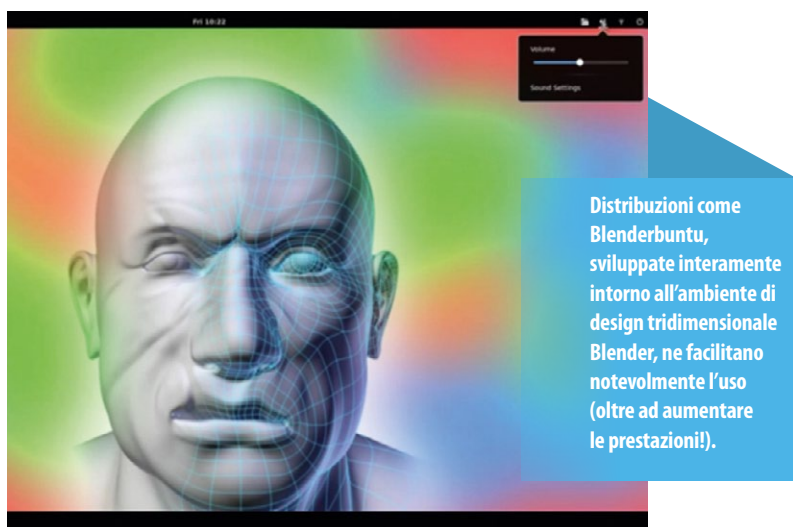 Fri 10:22
Volume
Sound Settings
Distribuzioni come
Blenderbuntu,
sviluppate interamente
intorno all’ambiente di
design tridimensionale
Blender, ne facilitano
notevolmente l’uso
(oltre ad aumentare
le prestazioni!).